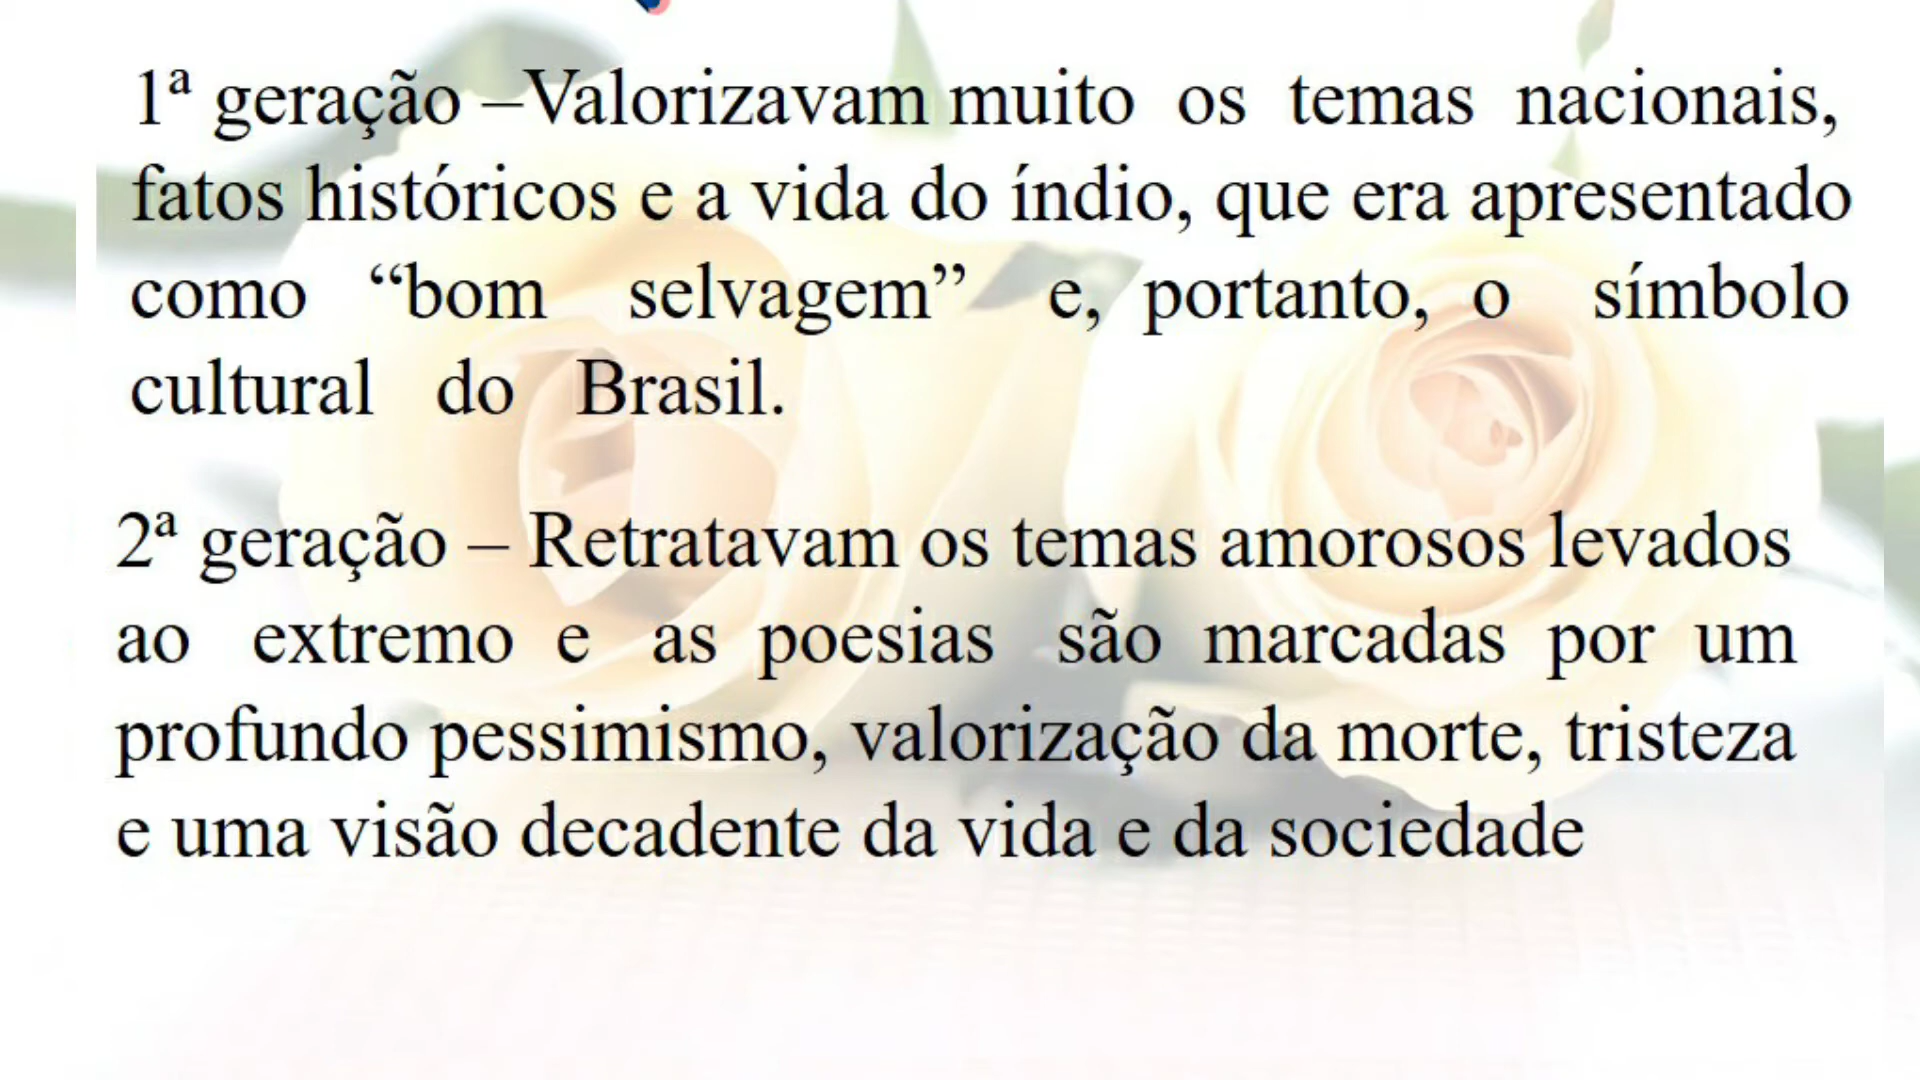 1ª geração –Valorizavam muito os temas nacionais,
fatos históricos e a vida do índio, que era apresentado
como “bom selvagem” e, portanto, o símbolo
cultural do Brasil.
2ª geração – Retratavam os temas amorosos levados
ao extremo e as poesias são marcadas por um
profundo pessimismo, valorização da morte, tristeza
e uma visão decadente da vida e da sociedade